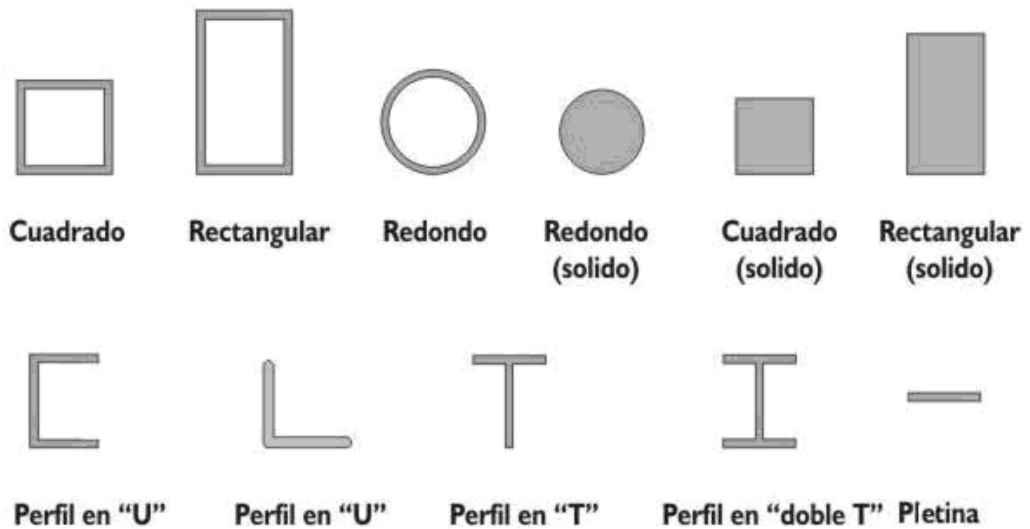 Cuadrado Rectangular Redondo Redondo (solido) Cuadrado (solido) Rectangular (solido)
Perfil en “U” Perfil en “U” Perfil en “T” Perfil en “doble T” Pletina